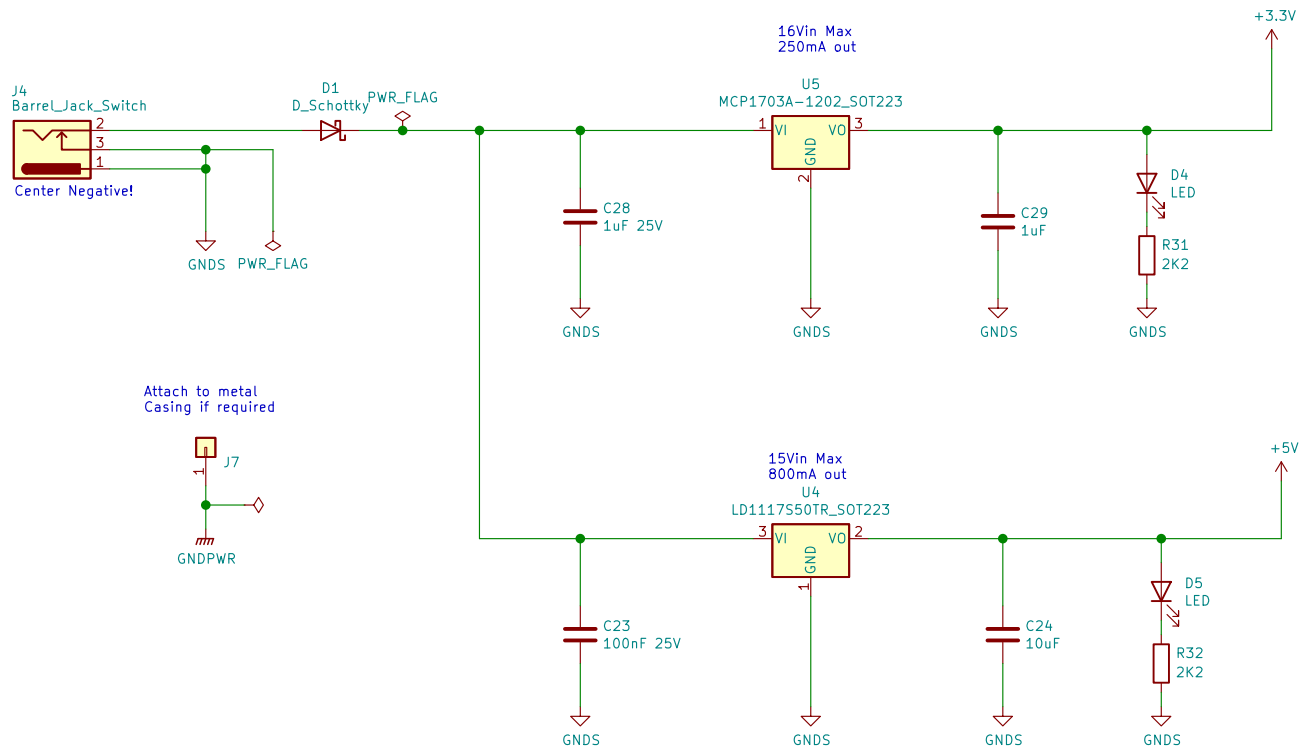 +3.3V
16Vin Max
250mA out
J4
Barrel_Jack_Switch
D1
D_Schottky
PWR_FLAG
U5
MCP1703A-1202_SOT223
2
3
1
Center Negative!
1
VI
VO
3
GND
2
GNDS
PWR_FLAG
C28
1uF 25V
C29
1uF
D4
LED
R31
2K2
GNDS
GNDS
GNDS
GNDS
Attach to metal
Casing if required
J7
1
GNDPWR
+5V
15Vin Max
800mA out
U4
LD1117S50TR_SOT223
3
VI
VO
2
GND
1
C23
100nF 25V
C24
10uF
D5
LED
R32
2K2
GNDS
GNDS
GNDS
GNDS